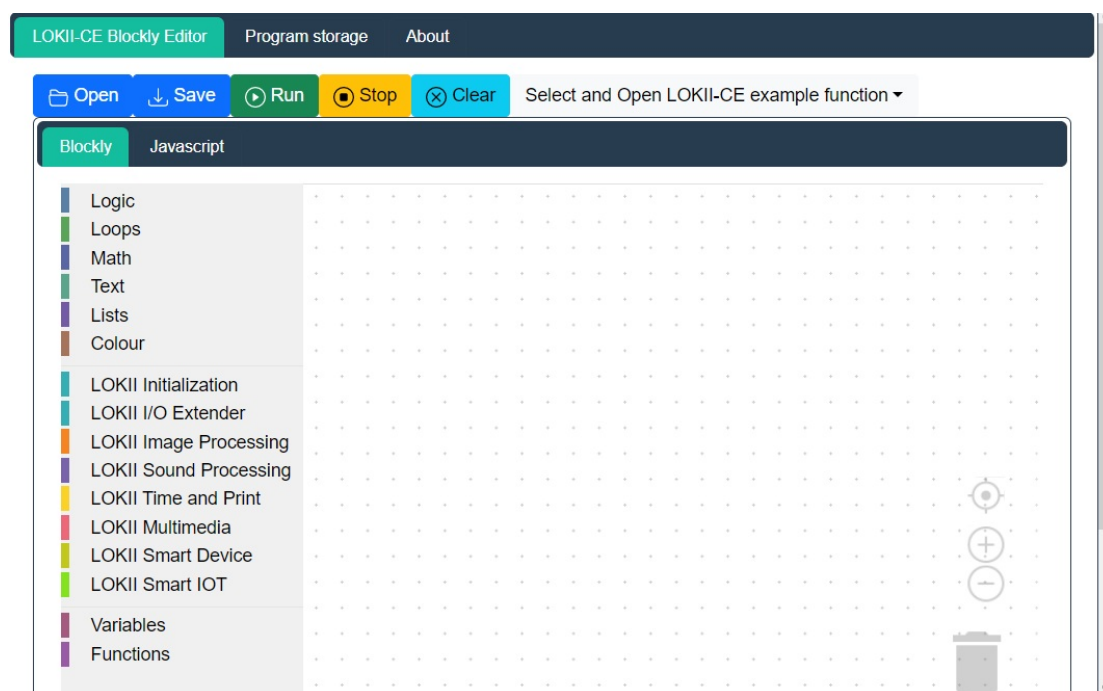 LOKII-CE Blockly Editor Program storage About
Open Save Run Stop Clear Select and Open LOKII-CE example function
Blockly Javascript
Logic
Loops
Math
Text
Lists
Colour
LOKII Initialization
LOKII I/O Extender
LOKII Image Processing
LOKII Sound Processing
LOKII Time and Print
LOKII Multimedia
LOKII Smart Device
LOKII Smart IOT
Variables
Functions